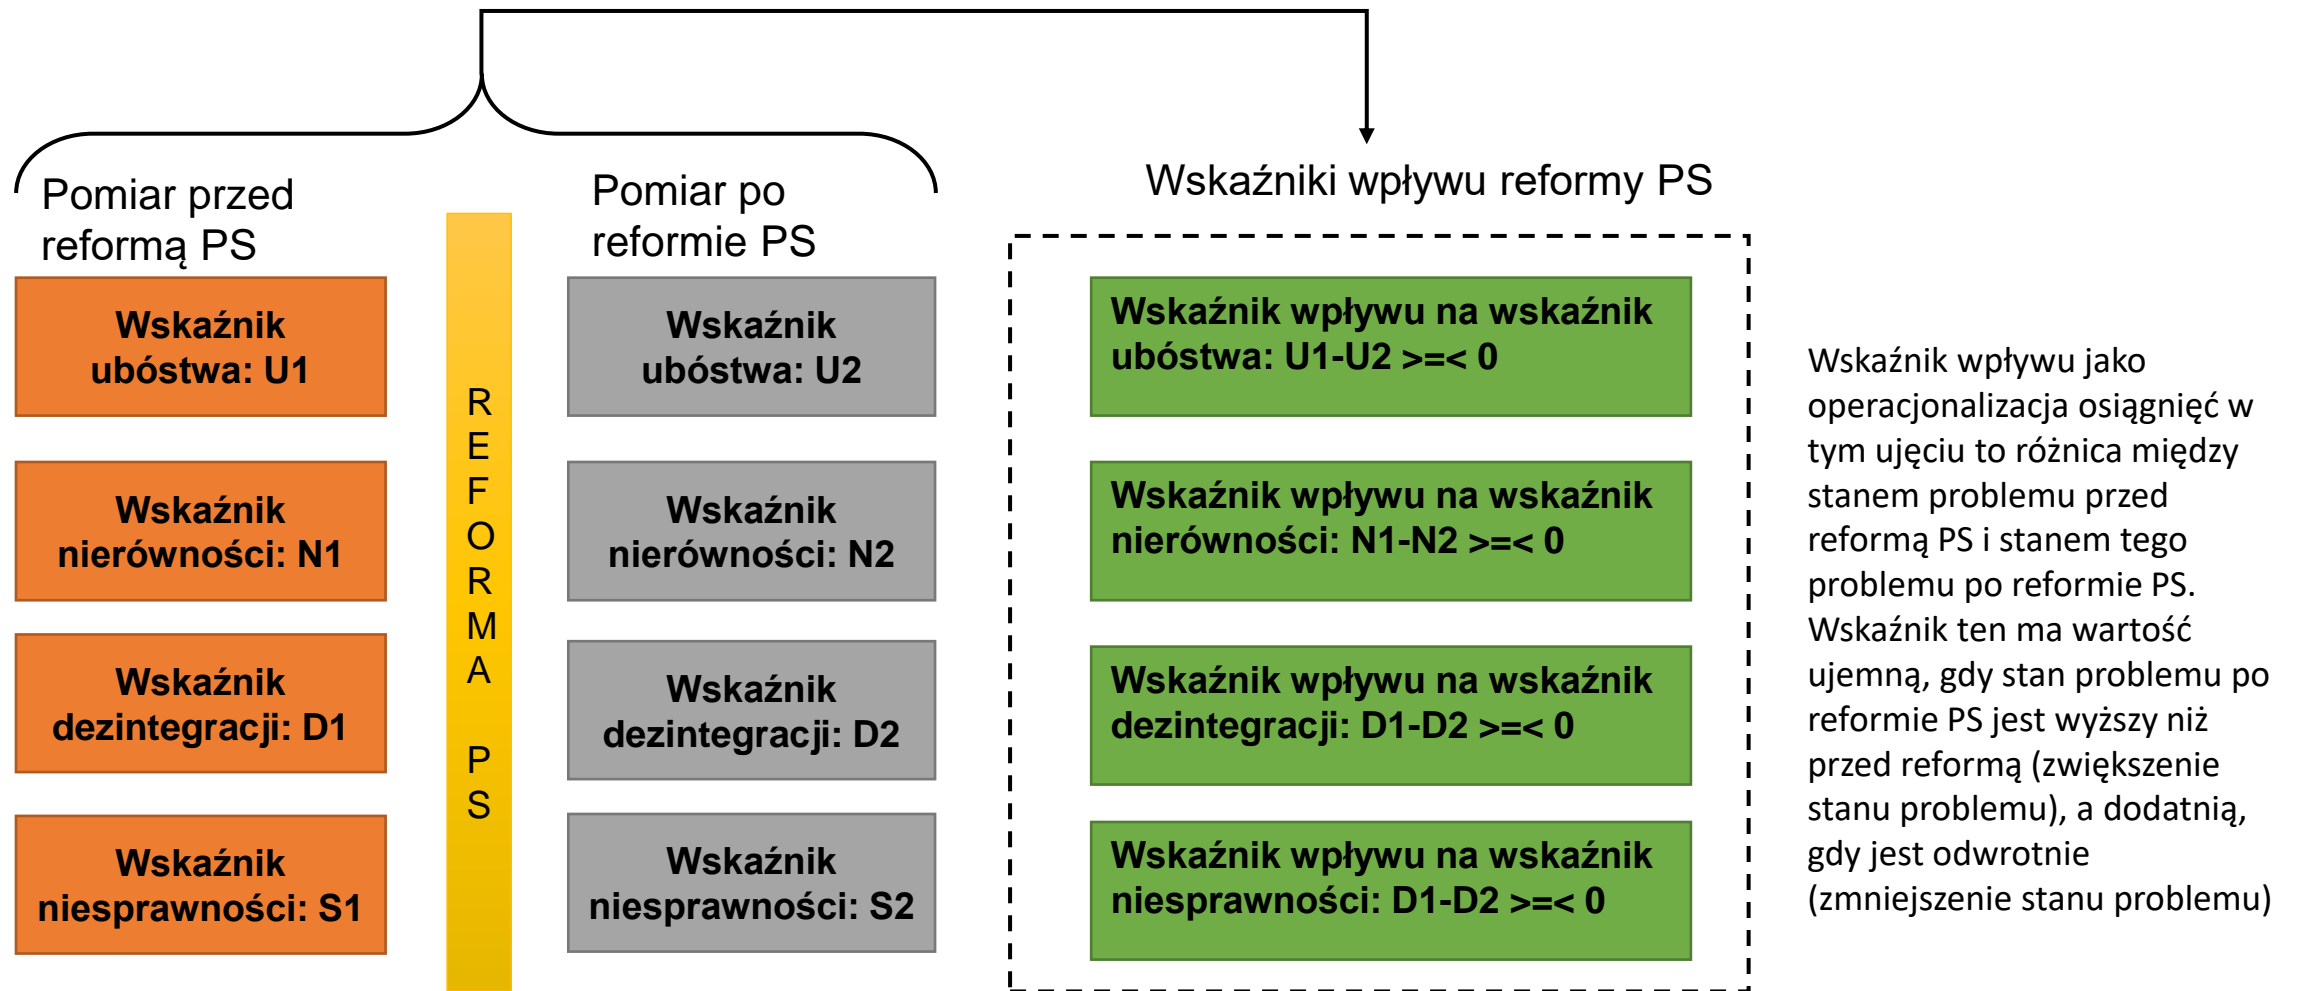 Pomiar przed
reformą PS
Wskaźnik
ubóstwa: U1
Wskaźnik
nierówności: N1
Wskaźnik
dezintegracji: D1
Wskaźnik
niesprawności: S1
R
E
F
O
R
M
A
P
S
Pomiar po
reformie PS
Wskaźnik
ubóstwa: U2
Wskaźnik
nierówności: N2
Wskaźnik
dezintegracji: D2
Wskaźnik
niesprawności: S2
Wskaźniki wpływu reformy PS
Wskaźnik wpływu na wskaźnik
ubóstwa: U1-U2 >=< 0
Wskaźnik wpływu na wskaźnik
nierówności: N1-N2 >=< 0
Wskaźnik wpływu na wskaźnik
dezintegracji: D1-D2 >=< 0
Wskaźnik wpływu na wskaźnik
niesprawności: D1-D2 >=< 0
Wskaźnik wpływu jako
operacjonalizacja osiągnięć w
tym ujęciu to różnica między
stanem problemu przed
reformą PS i stanem tego
problemu po reformie PS.
Wskaźnik ten ma wartość
ujemną, gdy stan problemu po
reformie PS jest wyższy niż
przed reformą (zwiększenie
stanu problemu), a dodatnią,
gdy jest odwrotnie
(zmniejszenie stanu problemu)